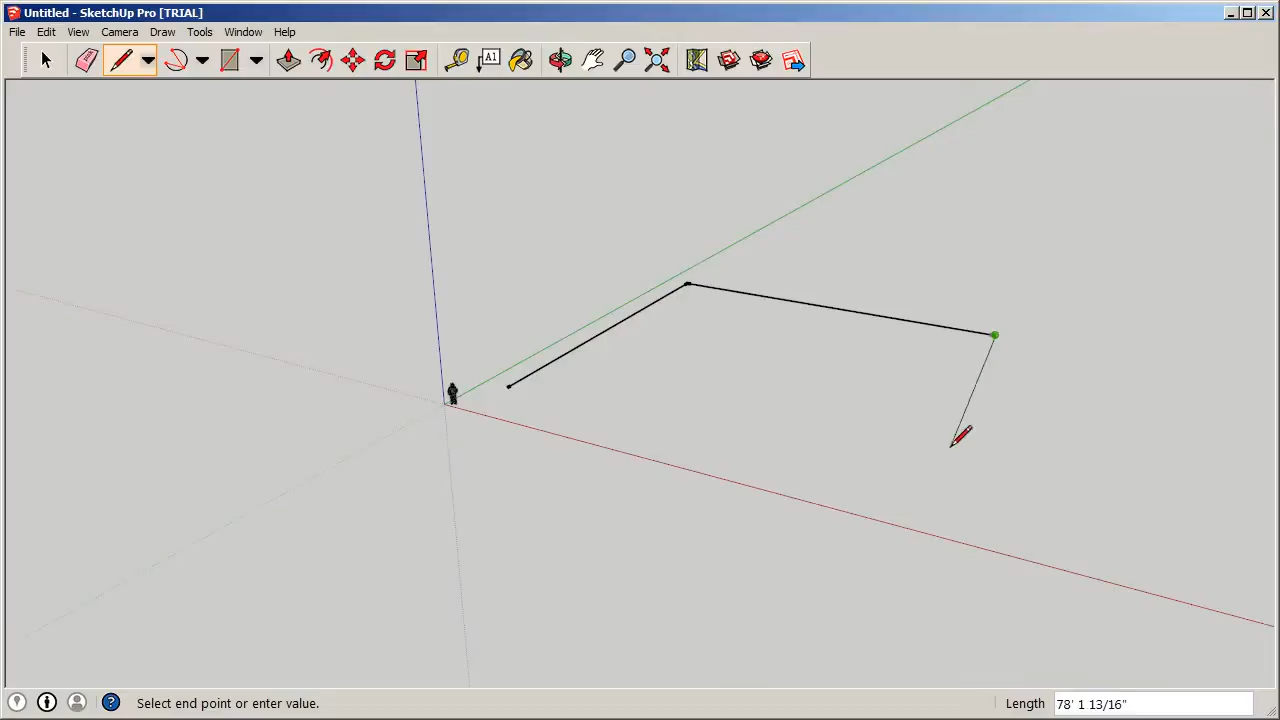 Untitled - SketchUp Pro [TRIAL]
File Edit View Camera Draw Tools Window Help
A1
Select end point or enter value.
Length 78' 1 13/16"